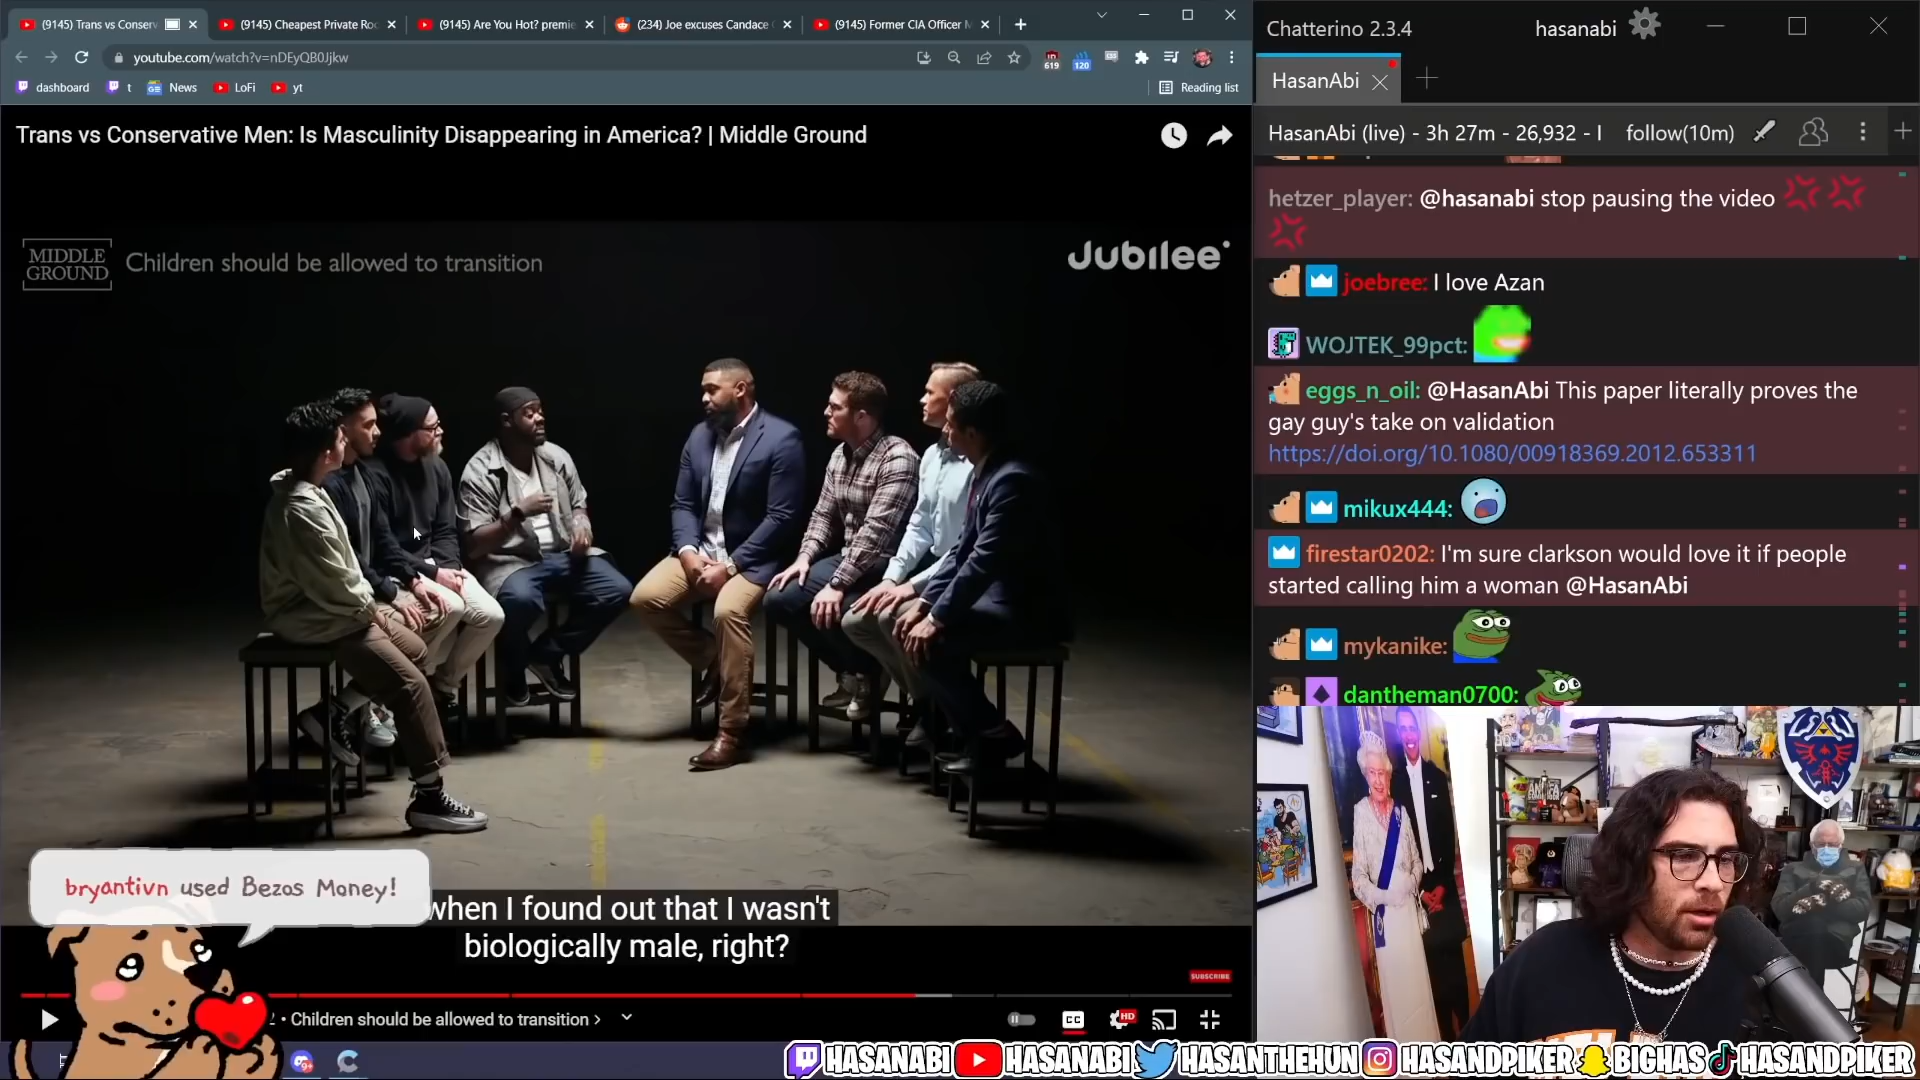 (9145) Trans vs Conserv
(9145) Cheapest Private Ro
(9145) Are You Hot? premie
(234) Joe excuses Candace
(9145) Former CIA Officer
youtube.com/watch?v=nDEyQB0Jjkw
619
120
dashboard
t
News
LoFi
yt
Reading list
Trans vs Conservative Men: Is Masculinity Disappearing in America? | Middle Ground
MIDDLE
GROUND
Children should be allowed to transition
Jubilee
bryantivn used Bezos Money!
when I found out that I wasn't
biologically male, right?
SUBSCRIBE
• Children should be allowed to transition
CC
HD
Chatterino 2.3.4
hasanabi
HasanAbi
HasanAbi (live) - 3h 27m - 26,932 - I
follow(10m)
hetzer_player: @hasanabi stop pausing the video
joebree: I love Azan
WOJTEK_99pct:
eggs_n_oil: @HasanAbi This paper literally proves the
gay guy's take on validation
https://doi.org/10.1080/00918369.2012.653311
mikux444:
firestar0202: I'm sure clarkson would love it if people
started calling him a woman @HasanAbi
mykanike:
dantheman0700:
HASANABI
HASANABI
HASANTHEHUN
HASANDPIKER
BIGHAS
HASANDPIKER